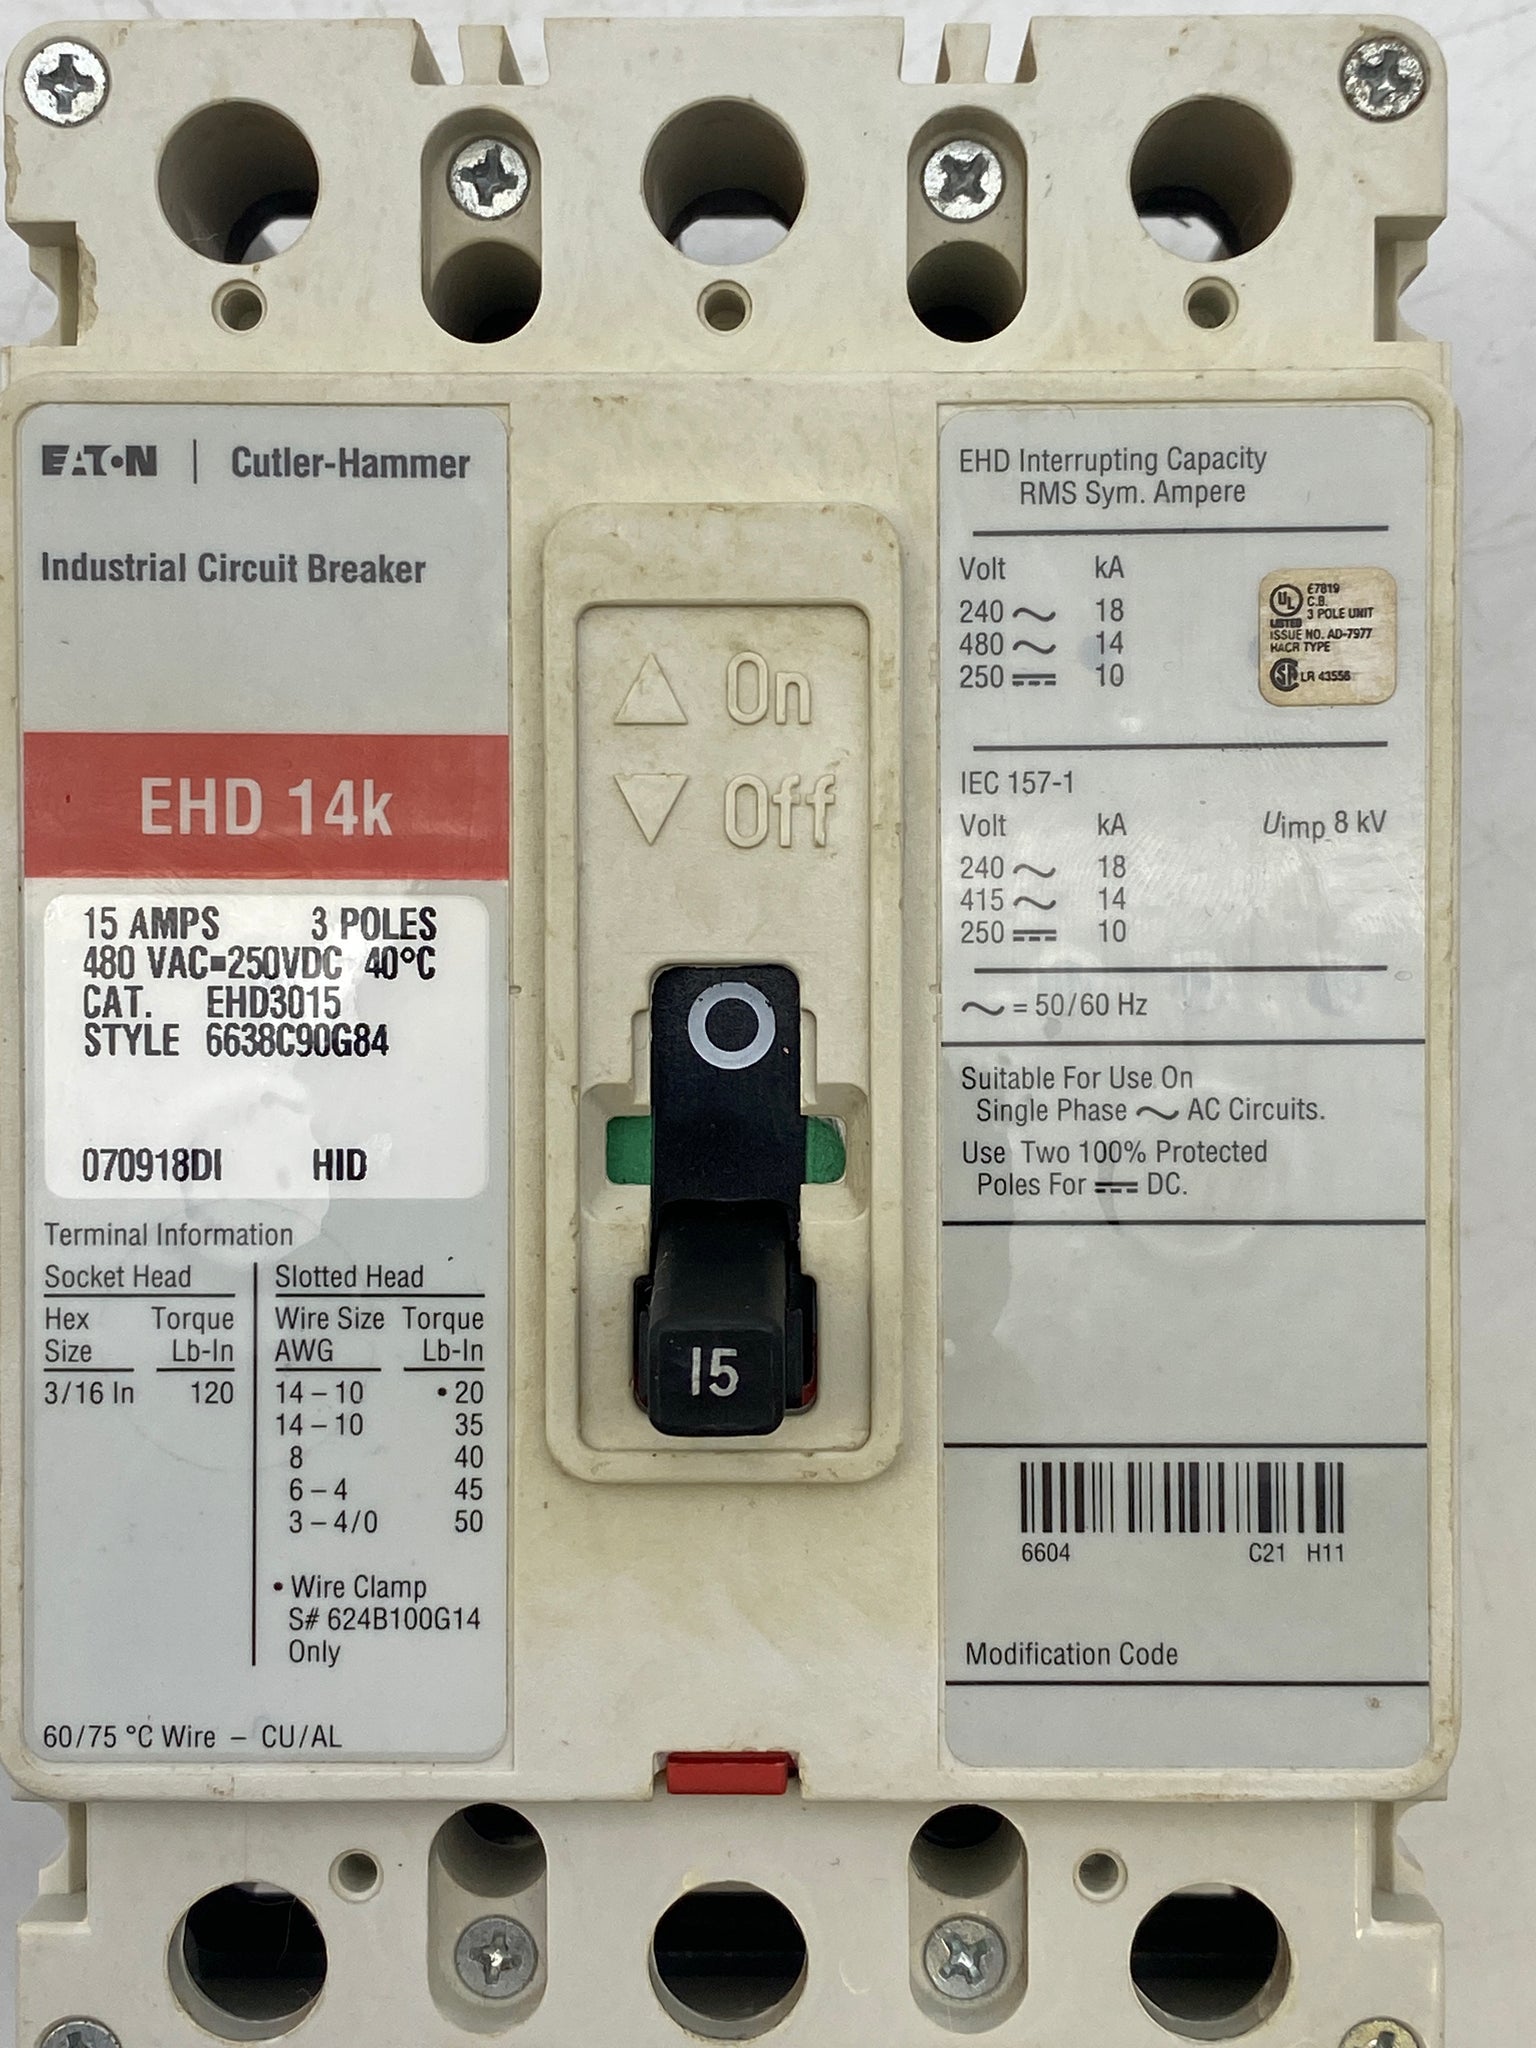 EATON | Cutler-Hammer
Industrial Circuit Breaker
EHD 14k
15 AMPS 3 POLES
480 VAC=250VDC 40°C
CAT. EHD3015
STYLE 6638C90G84
070918DI HID
Terminal Information
Socket Head
Hex Torque
Size Lb-In
3/16 In 120
Slotted Head
Wire Size Torque
AWG Lb-In
14 – 10 • 20
14 – 10 35
8 40
6 – 4 45
3 – 4/0 50
• Wire Clamp
S# 624B100G14
Only
60/75 °C Wire – CU/AL
On
Off
O
15
EHD Interrupting Capacity
RMS Sym. Ampere
Volt kA
240 ~ 18
480 ~ 14
250 ⎓ 10
UL E7819
C.B.
3 POLE UNIT
LISTED
ISSUE NO. AD-7977
HACR TYPE
SA LR 43556
IEC 157-1
Volt kA Uimp 8 kV
240 ~ 18
415 ~ 14
250 ⎓ 10
~ = 50/60 Hz
Suitable For Use On
Single Phase ~ AC Circuits.
Use Two 100% Protected
Poles For ⎓ DC.
6604 C21 H11
Modification Code